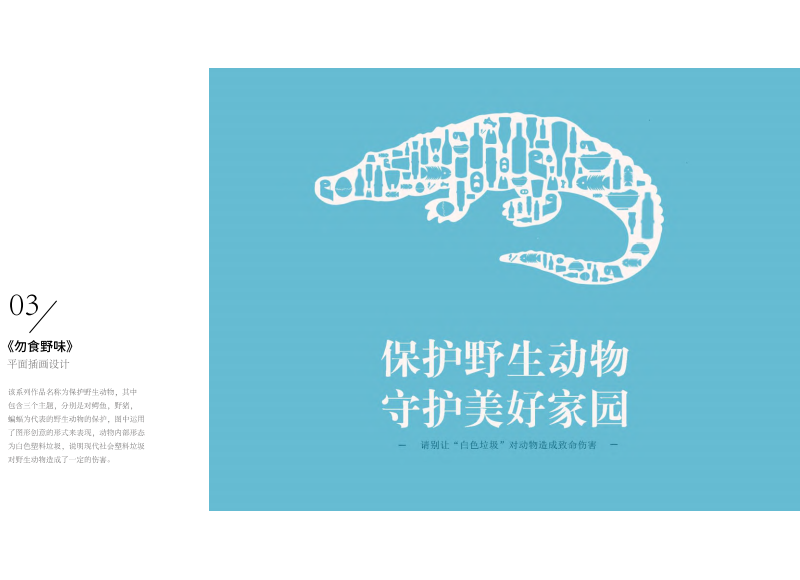 03
《勿食野味》
平面插画设计
该系列作品名称为保护野生动物，其中
包含三个主题，分别是对鳄鱼，野猪，
蝙蝠为代表的野生动物的保护，图中运用
了图形创意的形式来表现，动物内部形态
为白色塑料垃圾，说明现代社会塑料垃圾
对野生动物造成了一定的伤害。
保护野生动物
守护美好家园
— 请别让“白色垃圾”对动物造成致命伤害 —